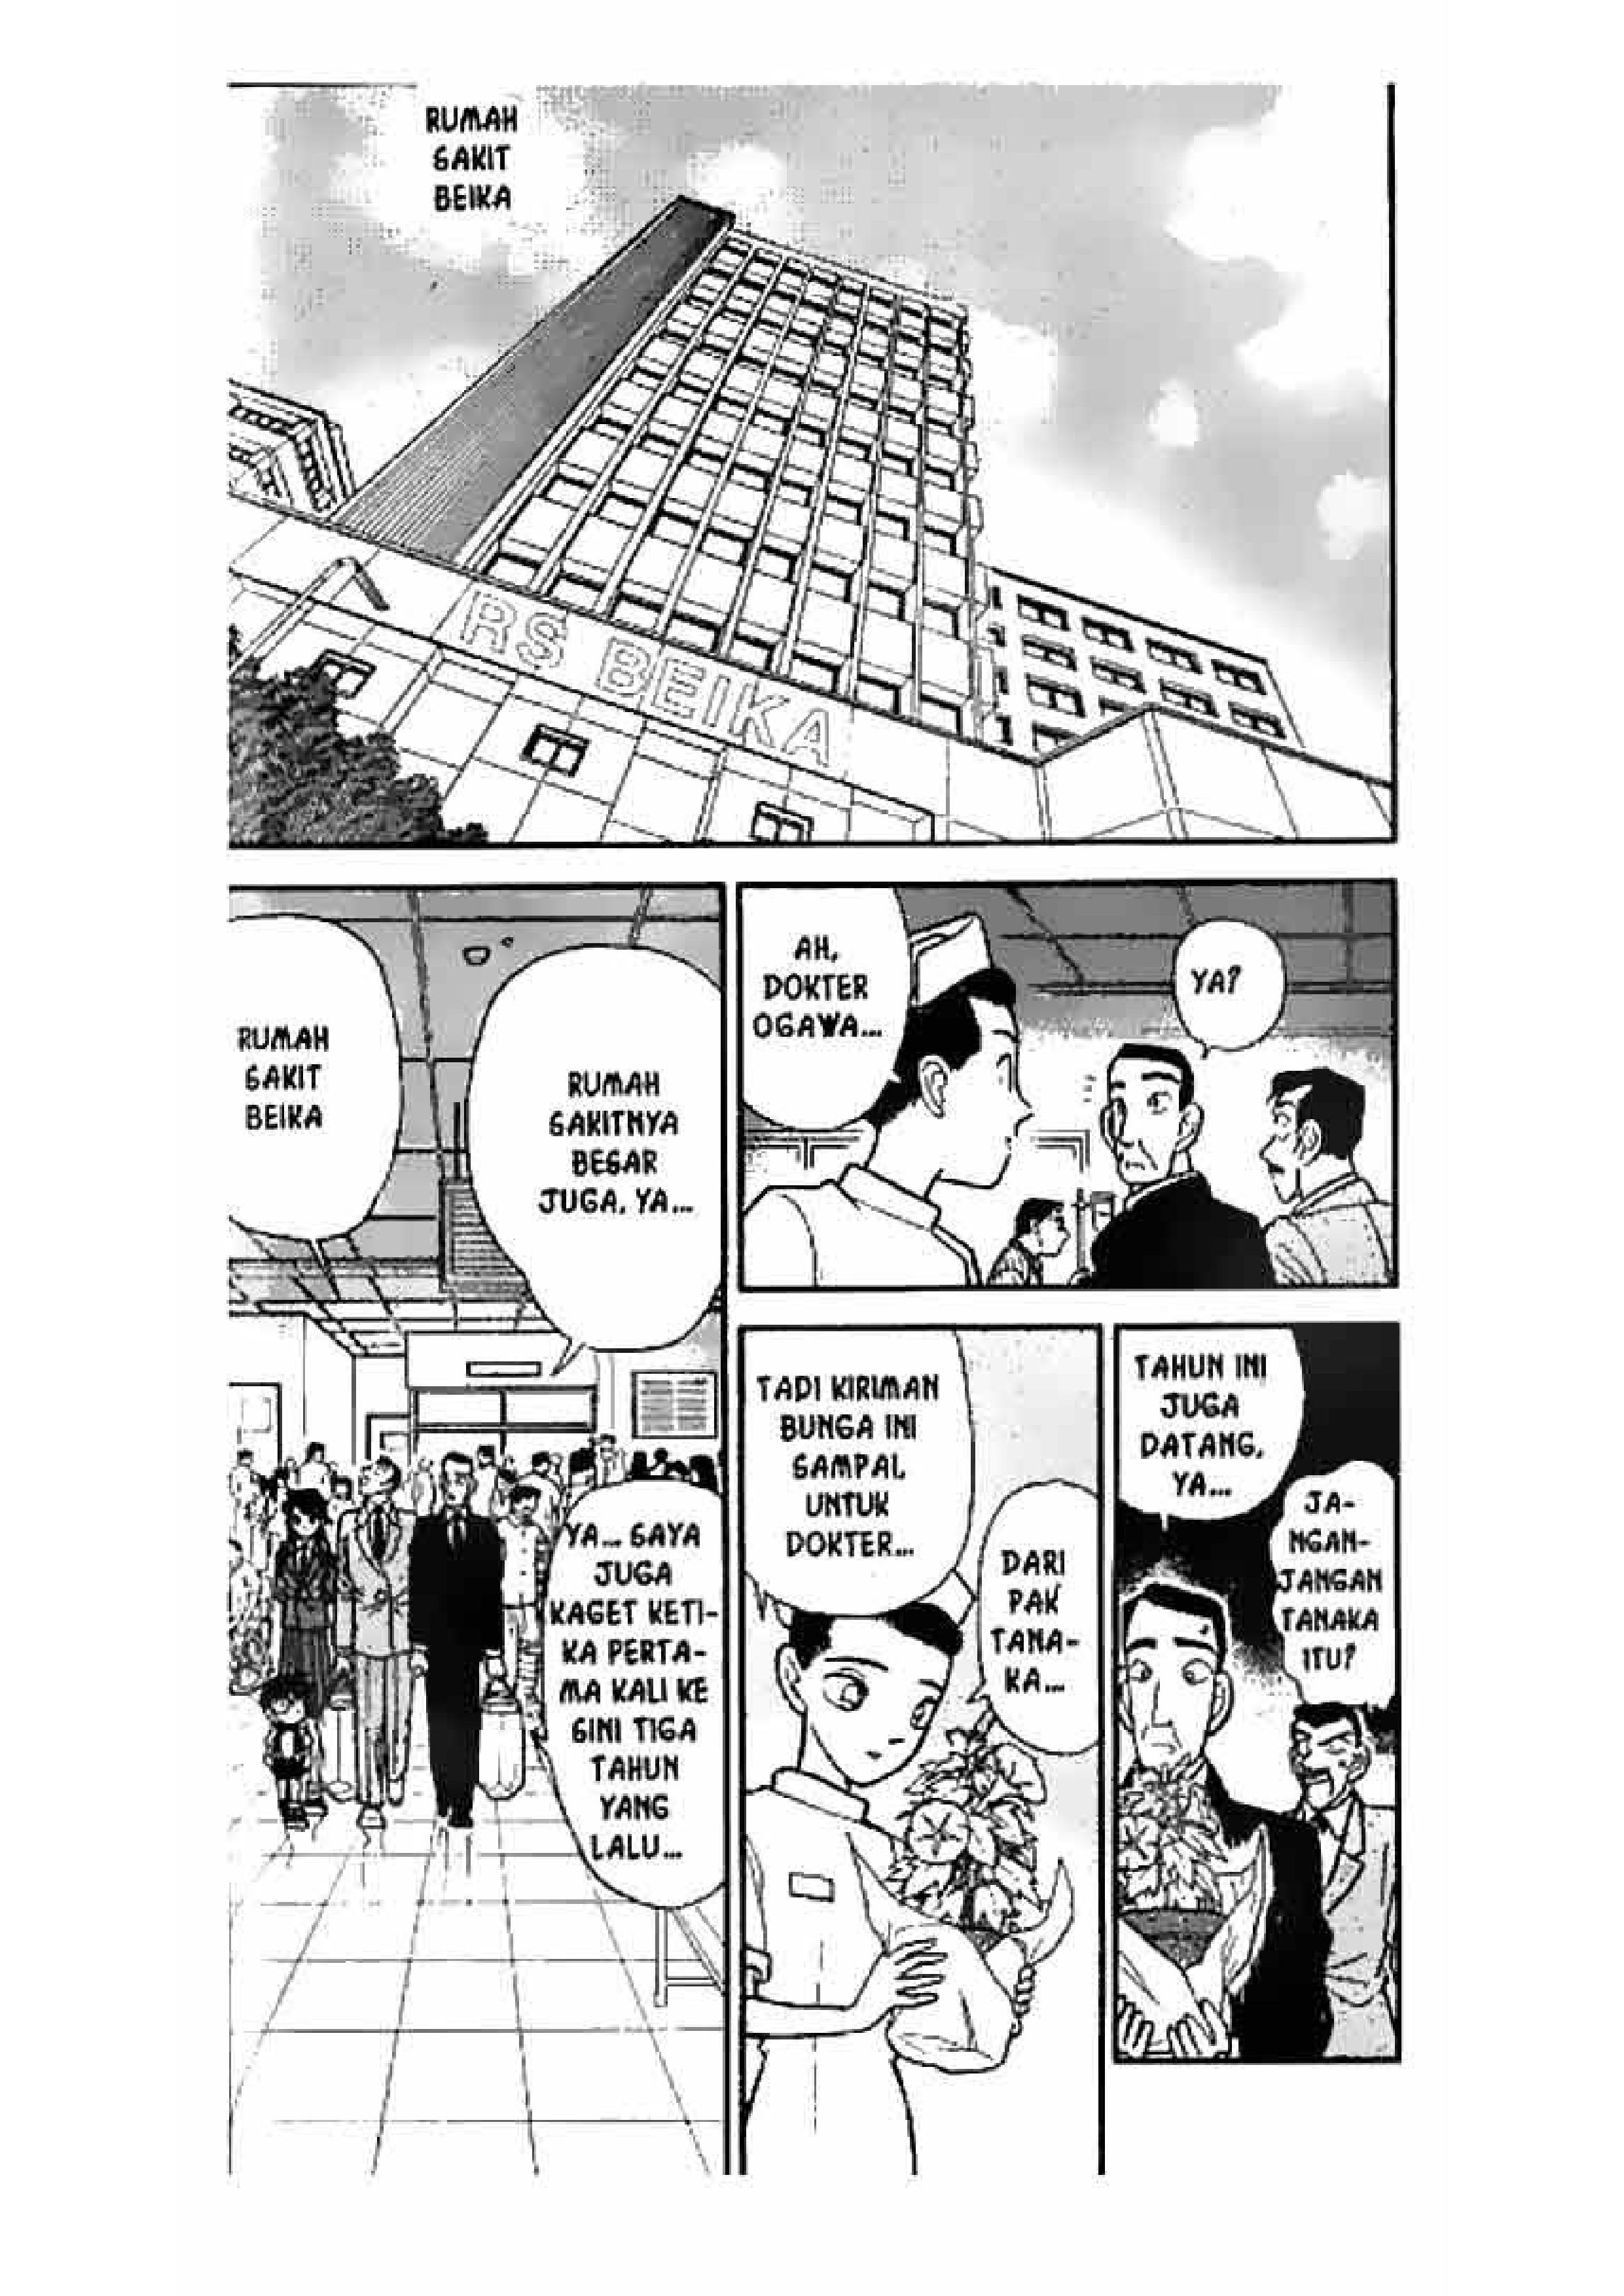 RUMAH
SAKIT
BEIKA
RS BEIKA
RUMAH
SAKIT
BEIKA
RUMAH
SAKITNYA
BESAR
JUGA, YA...
YA... SAYA
JUGA
KAGET KETI-
KA PERTA-
MA KALI KE
SINI TIGA
TAHUN
YANG
LALU...
AH,
DOKTER
OGAWA...
YA?
TADI KIRIMAN
BUNGA INI
SAMPAI,
UNTUK
DOKTER...
DARI
PAK
TANA-
KA...
TAHUN INI
JUGA
DATANG,
YA...
JA-
NGAN-
JANGAN
TANAKA
ITU?